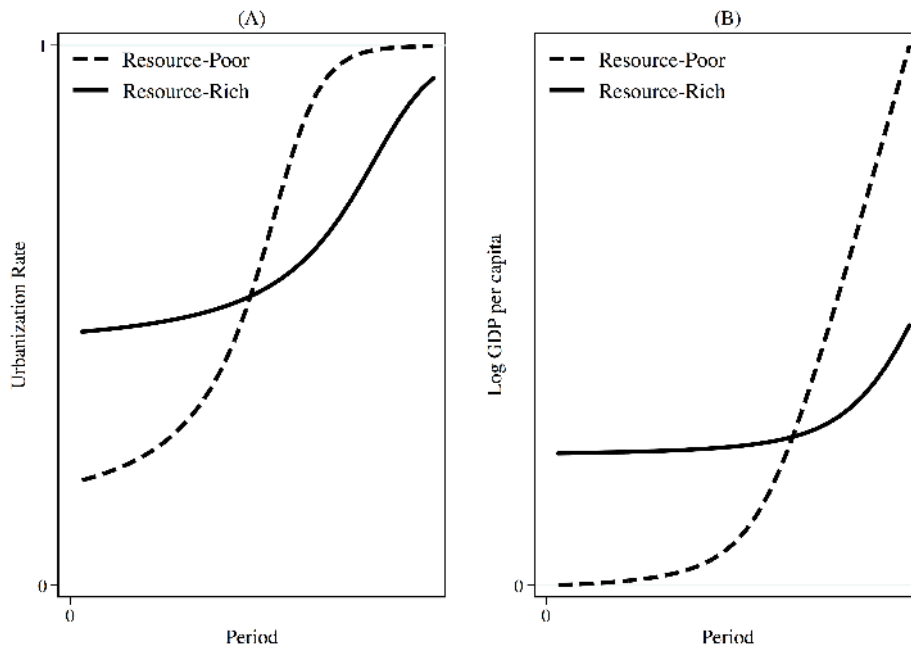 (A)
1
Resource-Poor
Resource-Rich
Urbanization Rate
0
0
Period
(B)
Resource-Poor
Resource-Rich
Log GDP per capita
0
0
Period